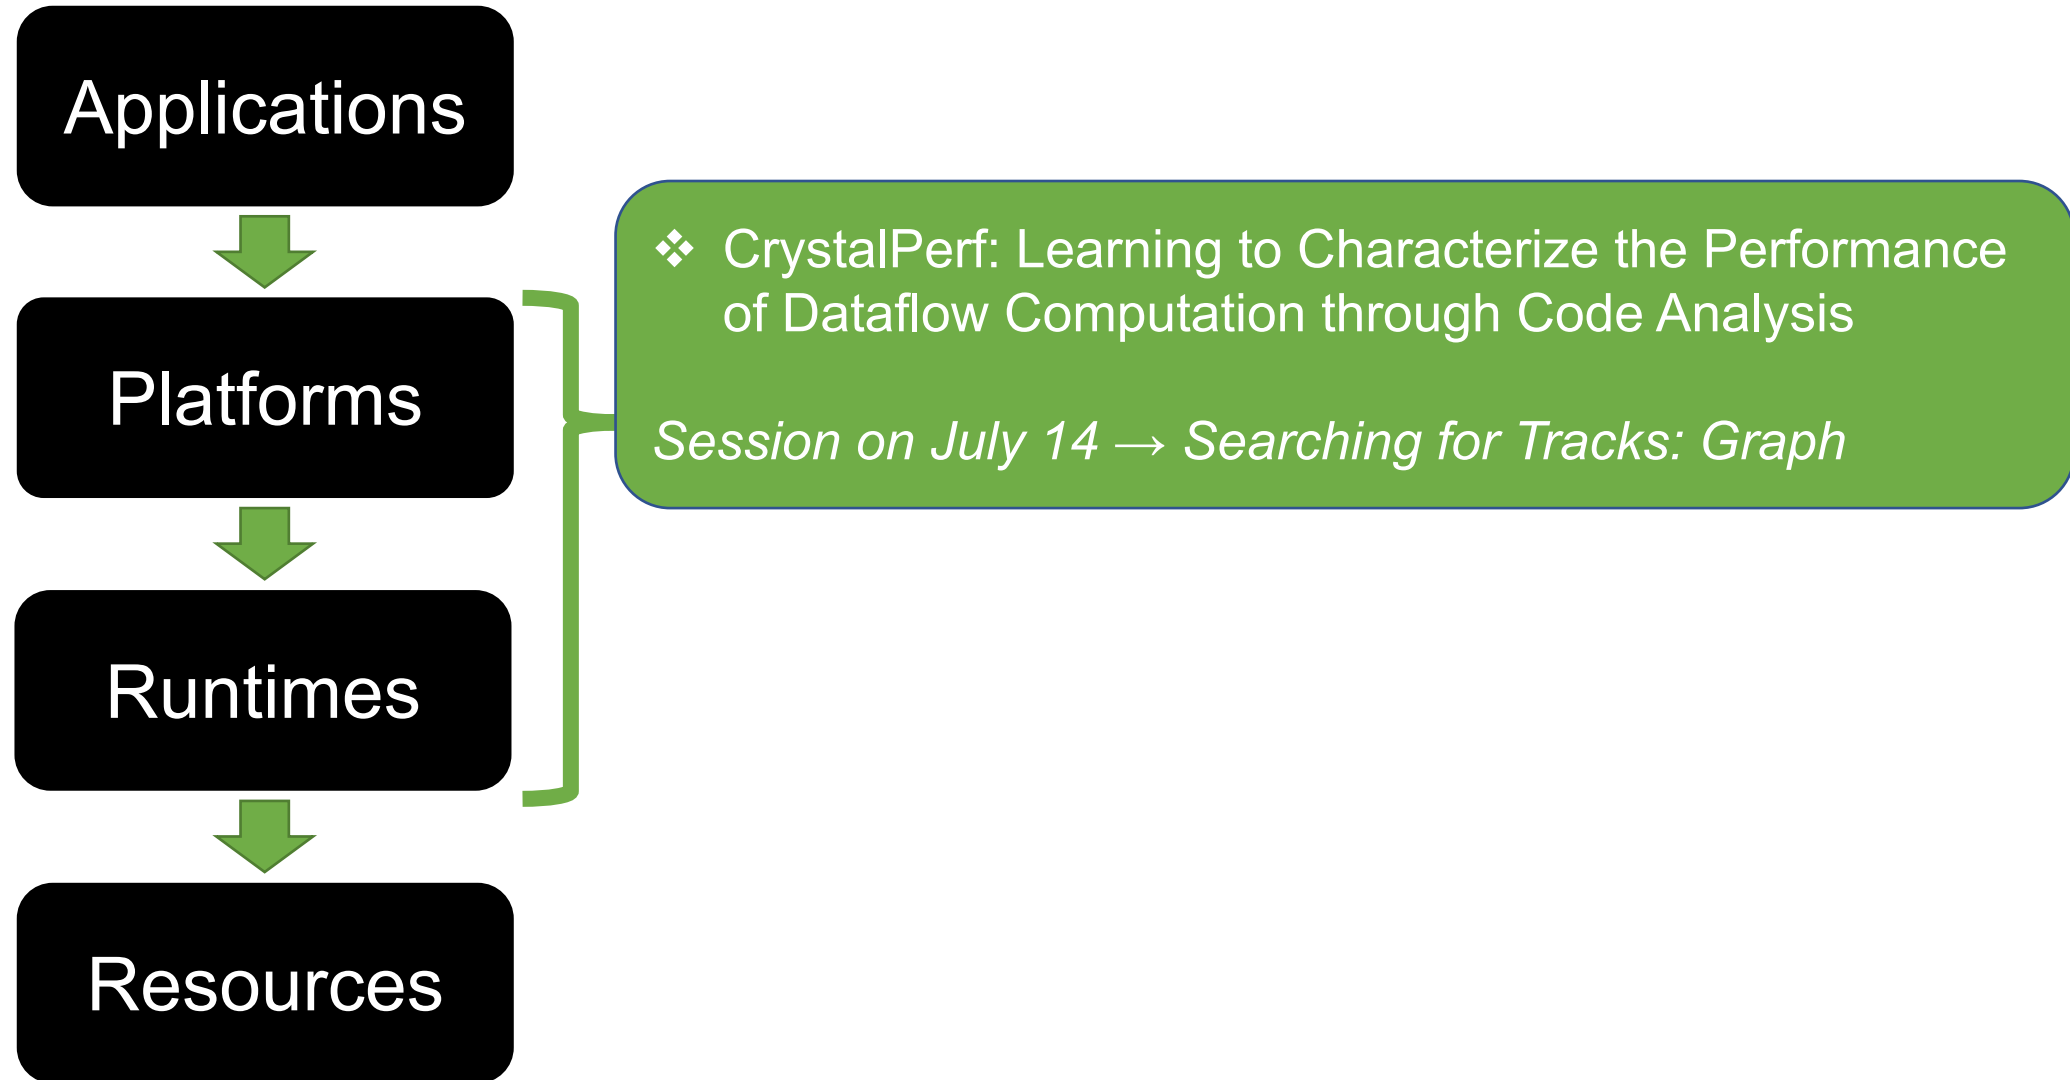 Applications
Platforms
Runtimes
Resources
❖ CrystalPerf: Learning to Characterize the Performance
of Dataflow Computation through Code Analysis
Session on July 14 → Searching for Tracks: Graph